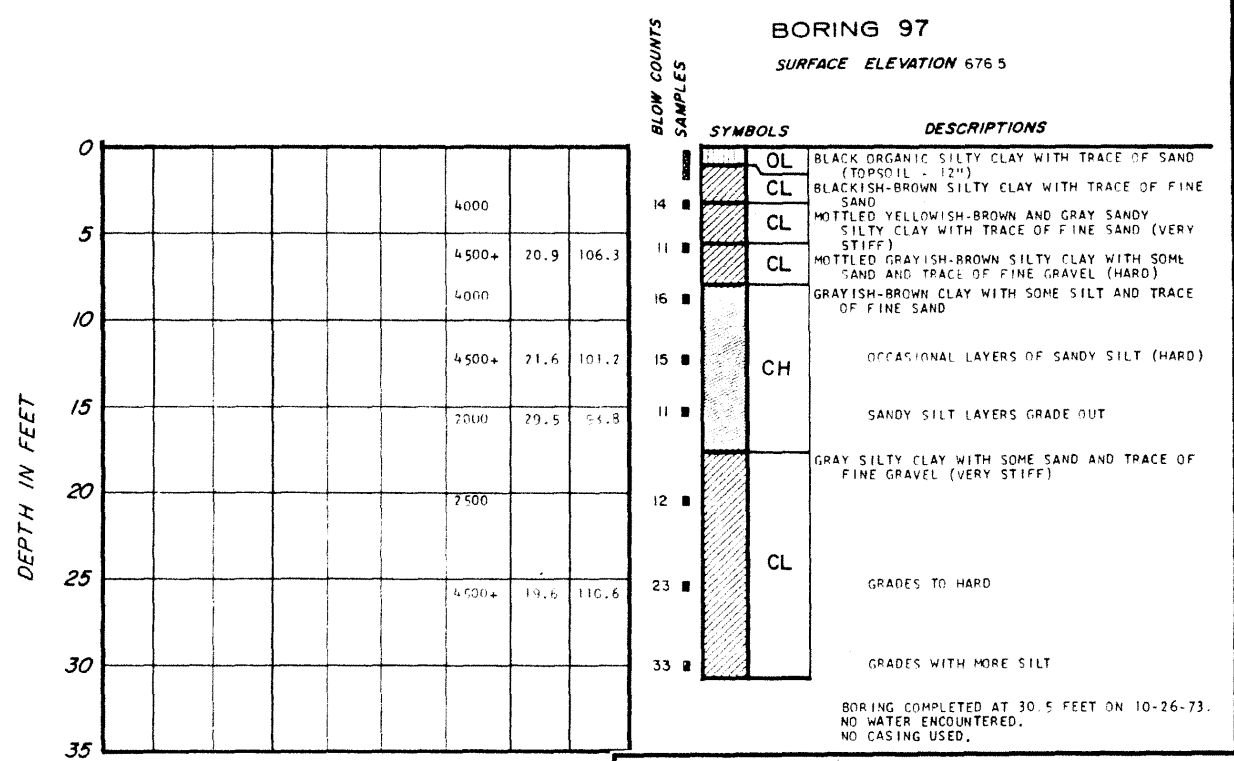 BORING 97
SURFACE ELEVATION 676 5
BLOW COUNTS
SAMPLES
SYMBOLS
DESCRIPTIONS
DEPTH IN FEET
0
OL
BLACK ORGANIC SILTY CLAY WITH TRACE OF SAND
(TOPSOIL - 12")
CL
BLACKISH-BROWN SILTY CLAY WITH TRACE OF FINE
SAND
4000
14
CL
MOTTLED YELLOWISH-BROWN AND GRAY SANDY
SILTY CLAY WITH TRACE OF FINE SAND (VERY
STIFF)
5
4500+ 20.9 106.3
11
CL
MOTTLED GRAYISH-BROWN SILTY CLAY WITH SOME
SAND AND TRACE OF FINE GRAVEL (HARD)
4000
16
GRAYISH-BROWN CLAY WITH SOME SILT AND TRACE
OF FINE SAND
10
4500+ 21.6 101.2
15
CH
OCCASIONAL LAYERS OF SANDY SILT (HARD)
15
2000 29.5 93.8
11
SANDY SILT LAYERS GRADE OUT
GRAY SILTY CLAY WITH SOME SAND AND TRACE OF
FINE GRAVEL (VERY STIFF)
20
2500
12
CL
25
4500+ 19.6 110.6
23
GRADES TO HARD
30
33
GRADES WITH MORE SILT
BORING COMPLETED AT 30.5 FEET ON 10-26-73.
NO WATER ENCOUNTERED.
NO CASING USED.
35